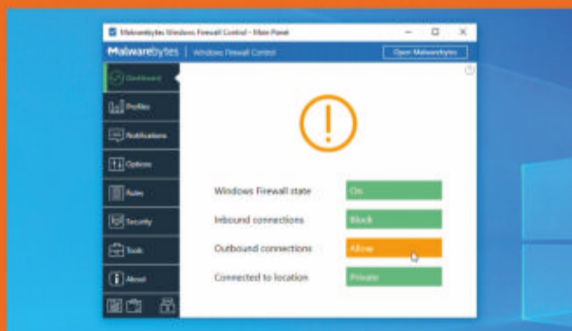 Malwarebytes Windows Firewall Control - Main Panel
Malwarebytes | Windows Firewall Control
Open Malwarebytes
Dashboard
Profiles
Notifications
Options
Rules
Security
Tools
About
Windows Firewall state On
Inbound connections Block
Outbound connections Allow
Connected to location Private